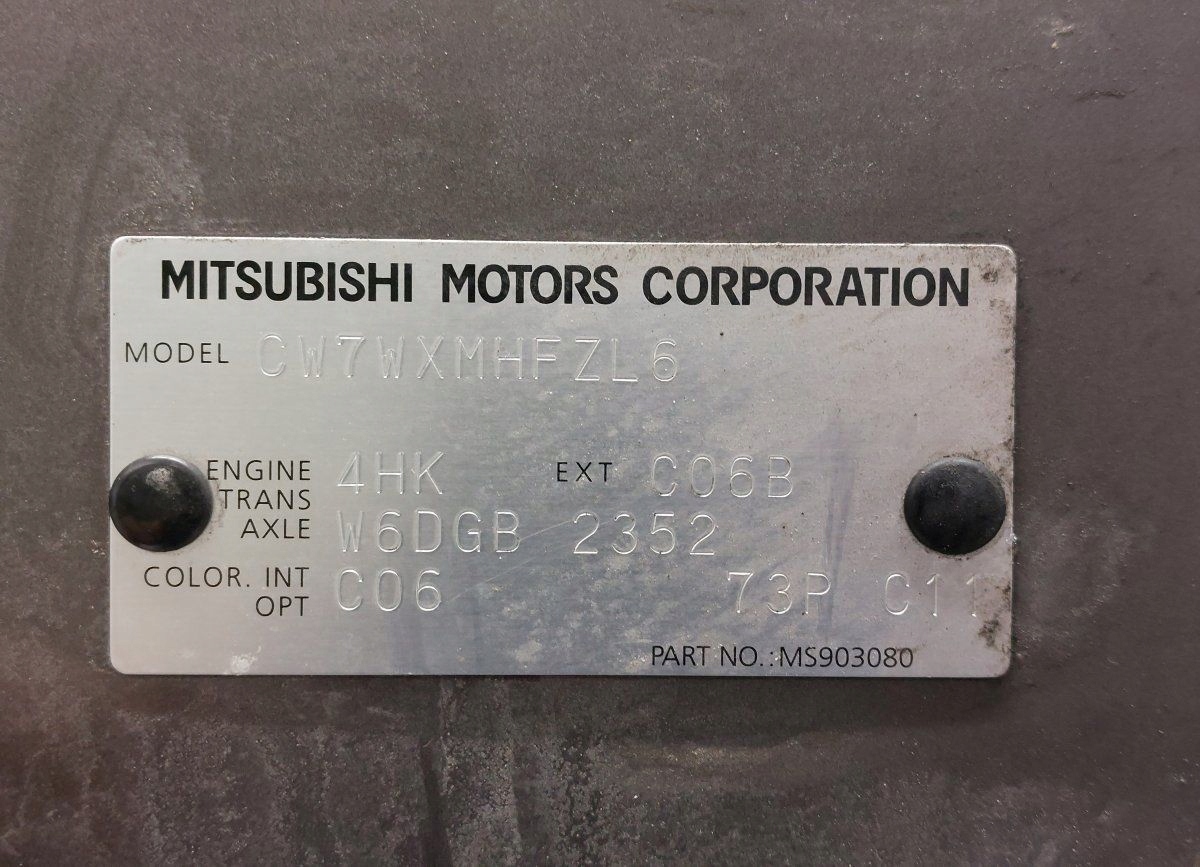 MITSUBISHI MOTORS CORPORATION
MODEL CW7WXMHFZL6
ENGINE 4HK EXT C06B
TRANS
AXLE W6DGB 2352
COLOR. INT C06 73P C11
OPT
PART NO.:MS903080